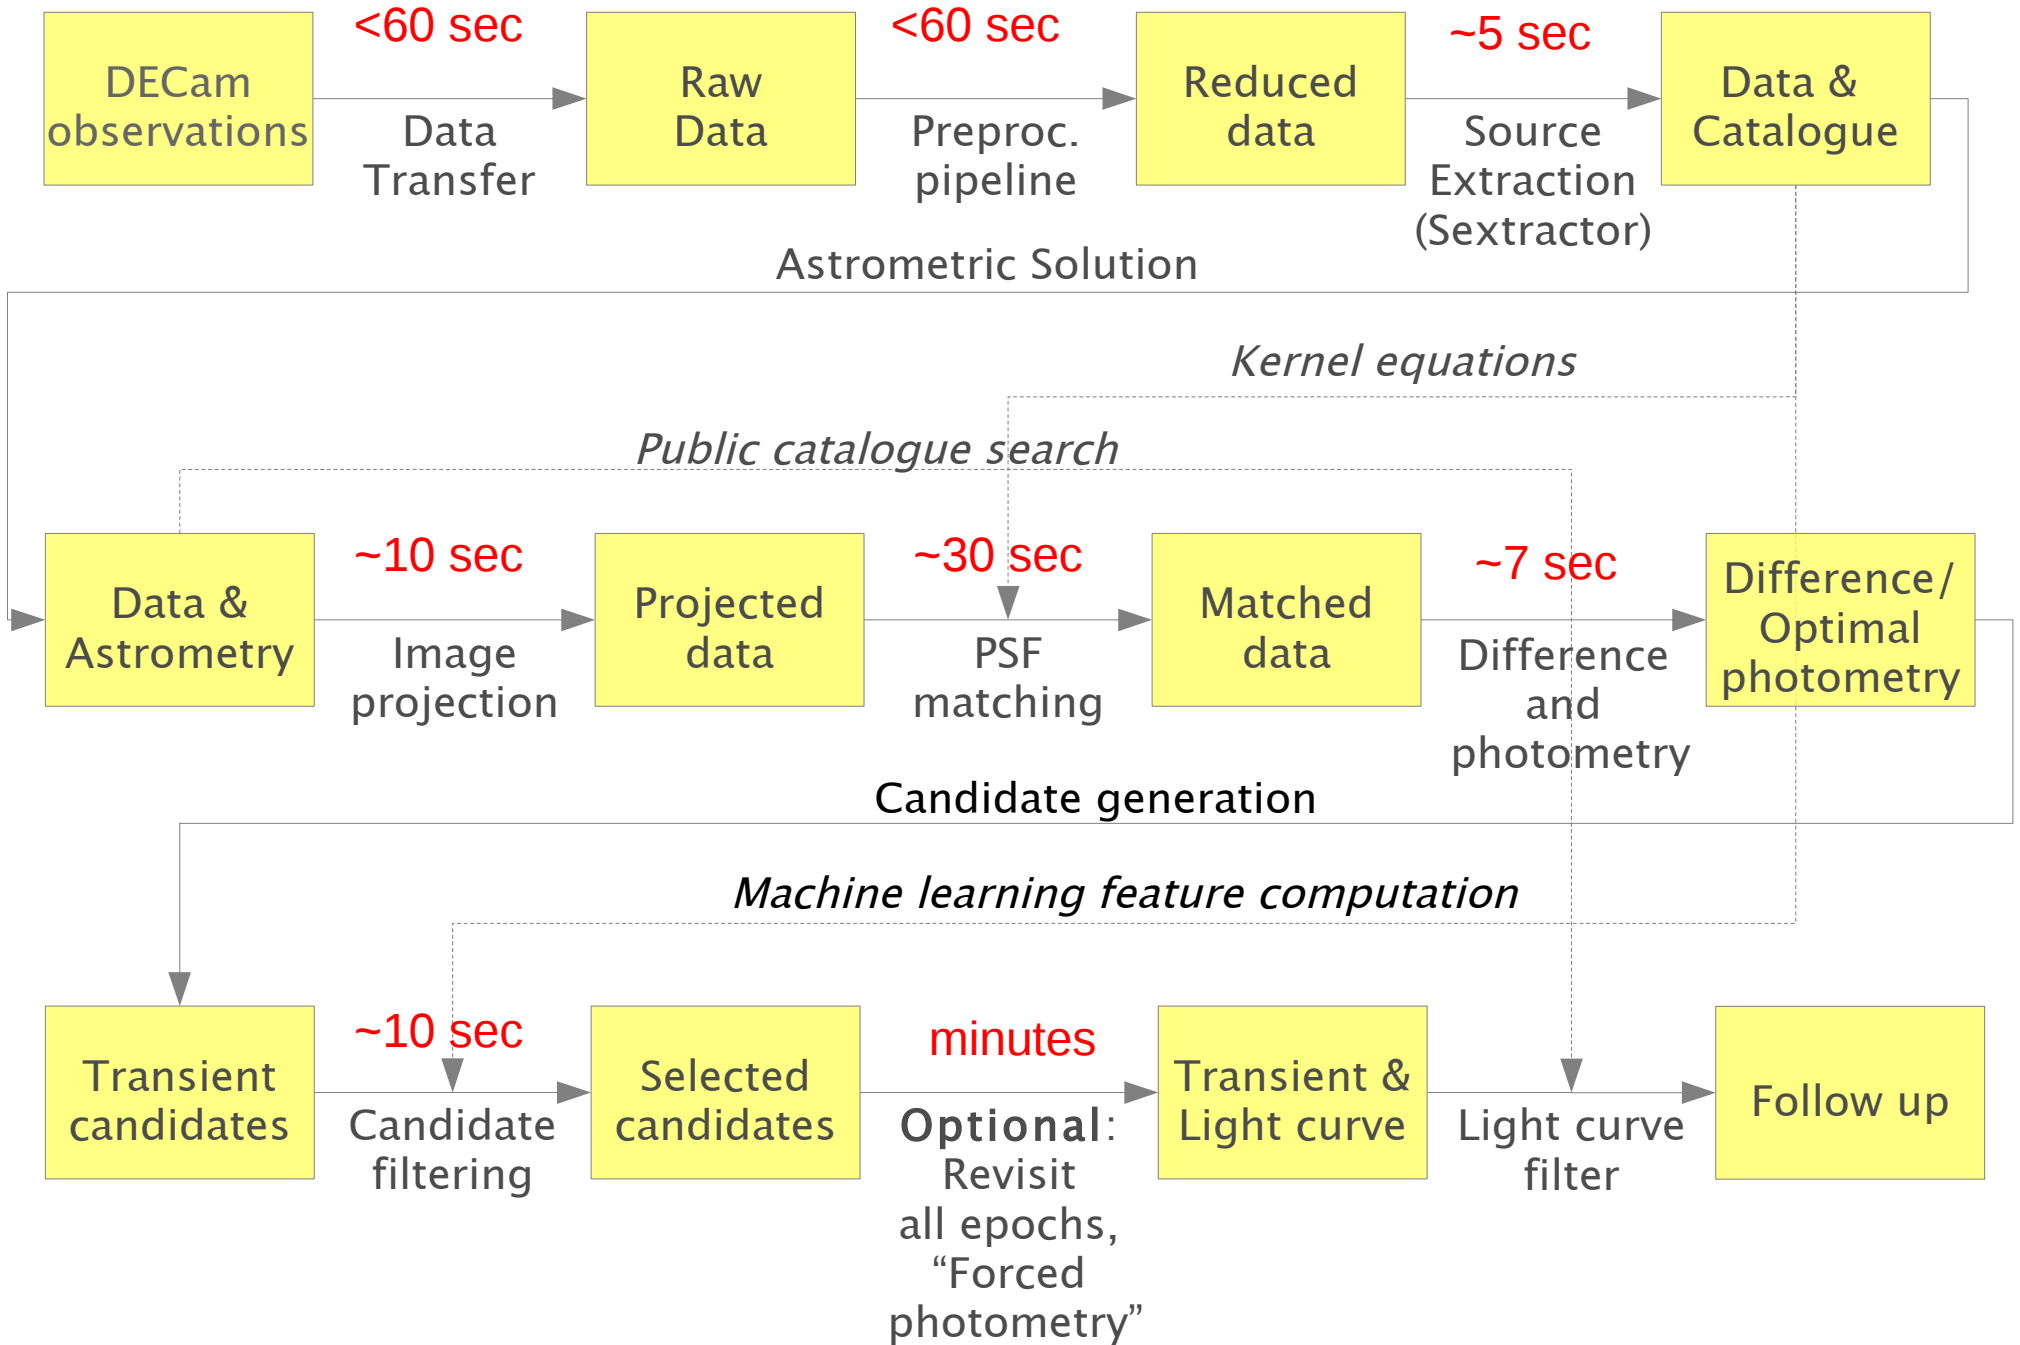 <60 sec
<60 sec
~5 sec
DECam
observations
Data
Transfer
Raw
Data
Preproc.
pipeline
Reduced
data
Source
Extraction
(Sextractor)
Data &
Catalogue
Astrometric Solution
Kernel equations
Public catalogue search
~10 sec
~30 sec
~7 sec
Data &
Astrometry
Image
projection
Projected
data
PSF
matching
Matched
data
Difference
and
photometry
Difference/
Optimal
photometry
Candidate generation
Machine learning feature computation
~10 sec
minutes
Transient
candidates
Candidate
filtering
Selected
candidates
Optional:
Revisit
all epochs,
“Forced
photometry”
Transient &
Light curve
Light curve
filter
Follow up